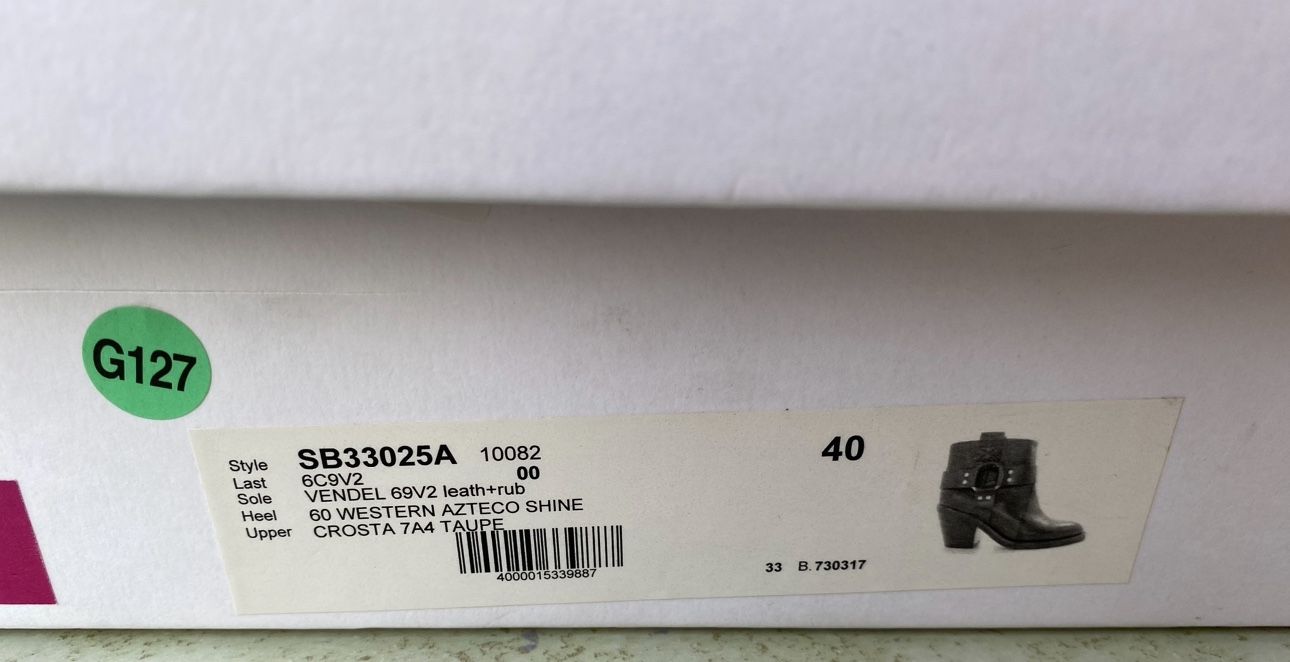 G127
Style SB33025A 10082 40
Last 6C9V2 00
Sole VENDEL 69V2 leath+rub
Heel 60 WESTERN AZTECO SHINE
Upper CROSTA 7A4 TAUPE
4000015339887
33 B. 730317